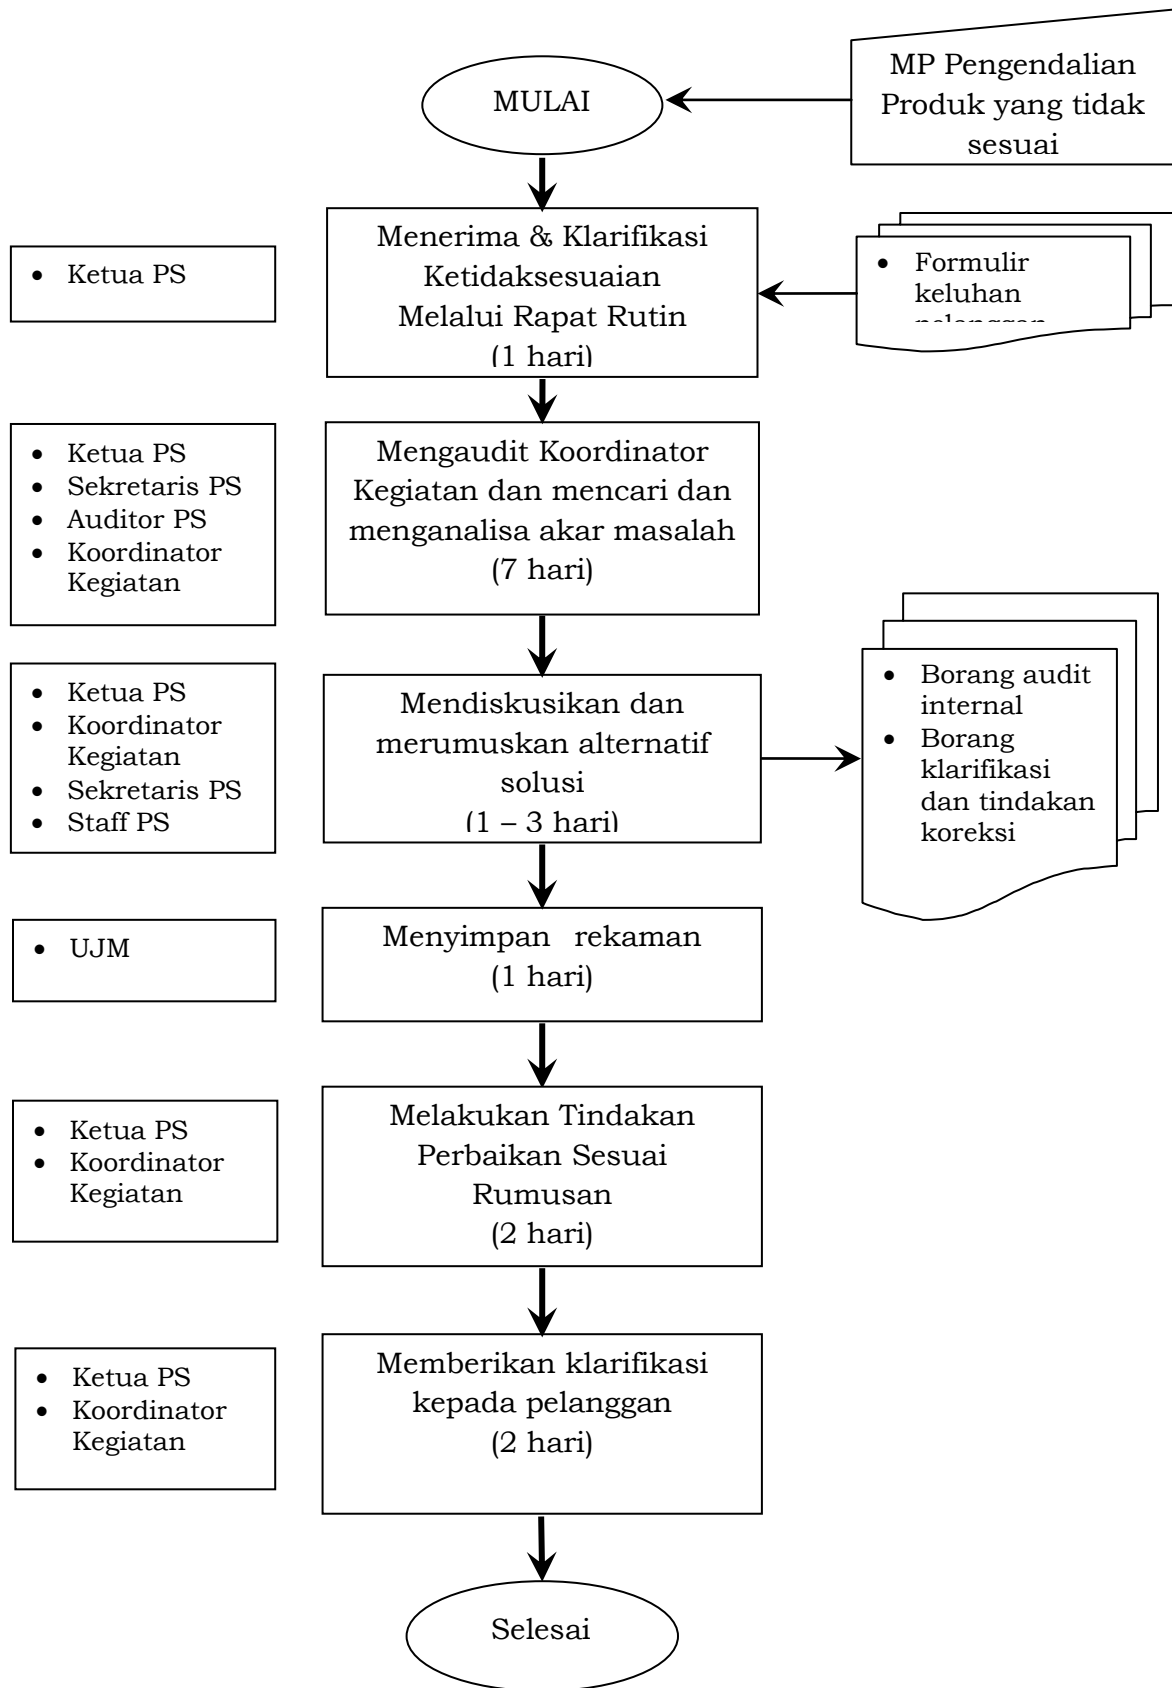 MULAI
MP Pengendalian
Produk yang tidak
sesuai
• Ketua PS
Menerima & Klarifikasi
Ketidaksesuaian
Melalui Rapat Rutin
(1 hari)
• Formulir
keluhan
pelanggan
• Ketua PS
• Sekretaris PS
• Auditor PS
• Koordinator
Kegiatan
Mengaudit Koordinator
Kegiatan dan mencari dan
menganalisa akar masalah
(7 hari)
• Ketua PS
• Koordinator
Kegiatan
• Sekretaris PS
• Staff PS
Mendiskusikan dan
merumuskan alternatif
solusi
(1 – 3 hari)
• Borang audit
internal
• Borang
klarifikasi
dan tindakan
koreksi
• UJM
Menyimpan rekaman
(1 hari)
• Ketua PS
• Koordinator
Kegiatan
Melakukan Tindakan
Perbaikan Sesuai
Rumusan
(2 hari)
• Ketua PS
• Koordinator
Kegiatan
Memberikan klarifikasi
kepada pelanggan
(2 hari)
Selesai